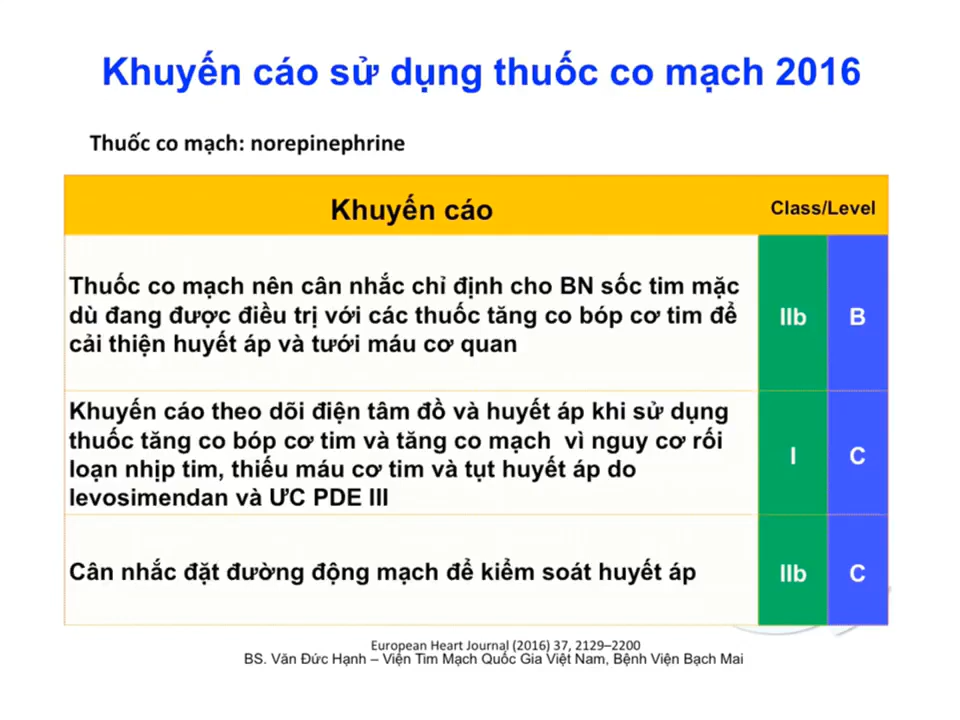 Khuyến cáo sử dụng thuốc co mạch 2016
Thuốc co mạch: norepinephrine
Khuyến cáo
Class/Level
Thuốc co mạch nên cân nhắc chỉ định cho BN sốc tim mặc
dù đang được điều trị với các thuốc tăng co bóp cơ tim để
cải thiện huyết áp và tưới máu cơ quan
IIb
B
Khuyến cáo theo dõi điện tâm đồ và huyết áp khi sử dụng
thuốc tăng co bóp cơ tim và tăng co mạch vì nguy cơ rối
loạn nhịp tim, thiếu máu cơ tim và tụt huyết áp do
levosimendan và ƯC PDE III
I
C
Cân nhắc đặt đường động mạch để kiểm soát huyết áp
IIb
C
European Heart Journal (2016) 37, 2129–2200
BS. Văn Đức Hạnh – Viện Tim Mạch Quốc Gia Việt Nam, Bệnh Viện Bạch Mai